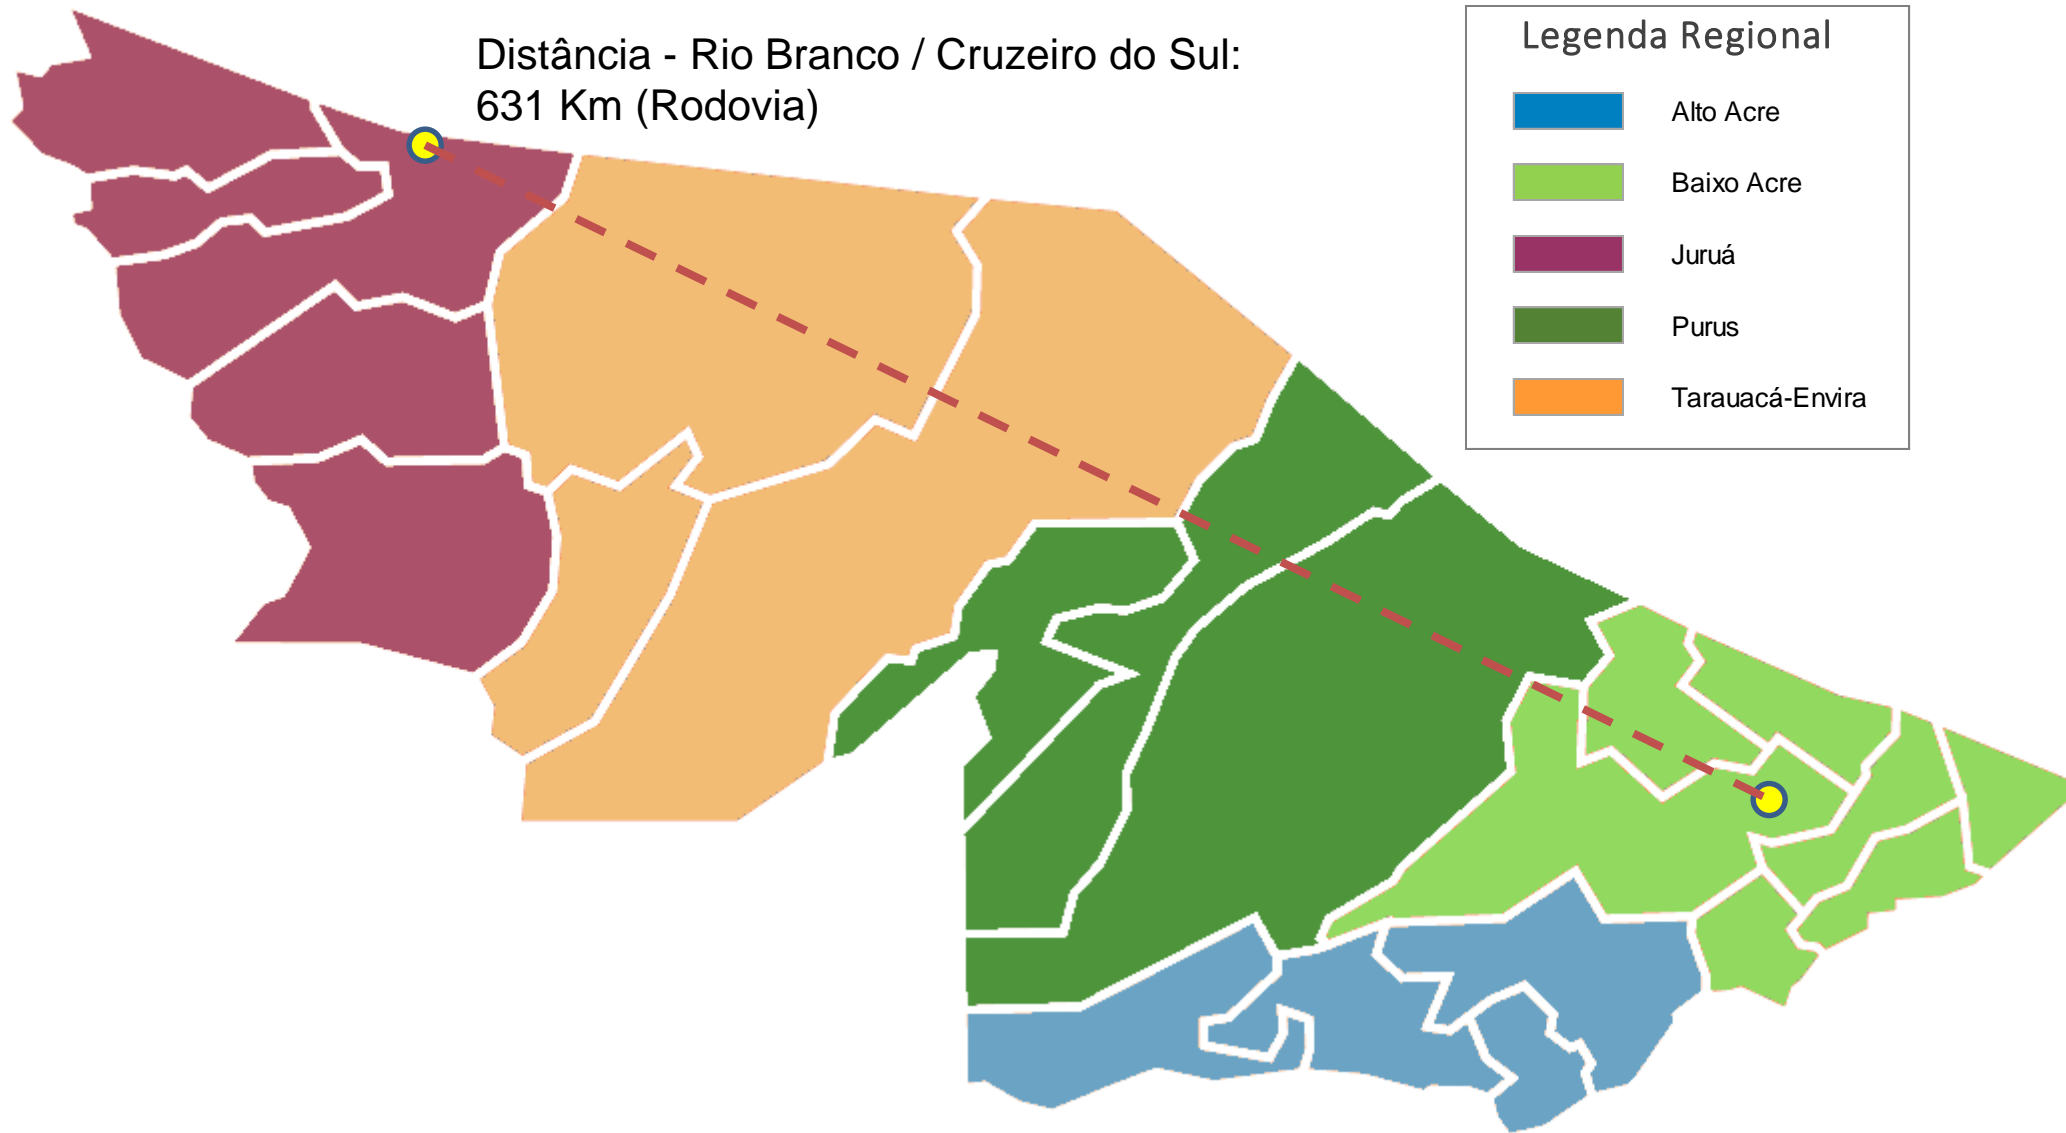 Distância - Rio Branco / Cruzeiro do Sul:
631 Km (Rodovia)
Legenda Regional
Alto Acre
Baixo Acre
Juruá
Purus
Tarauacá-Envira